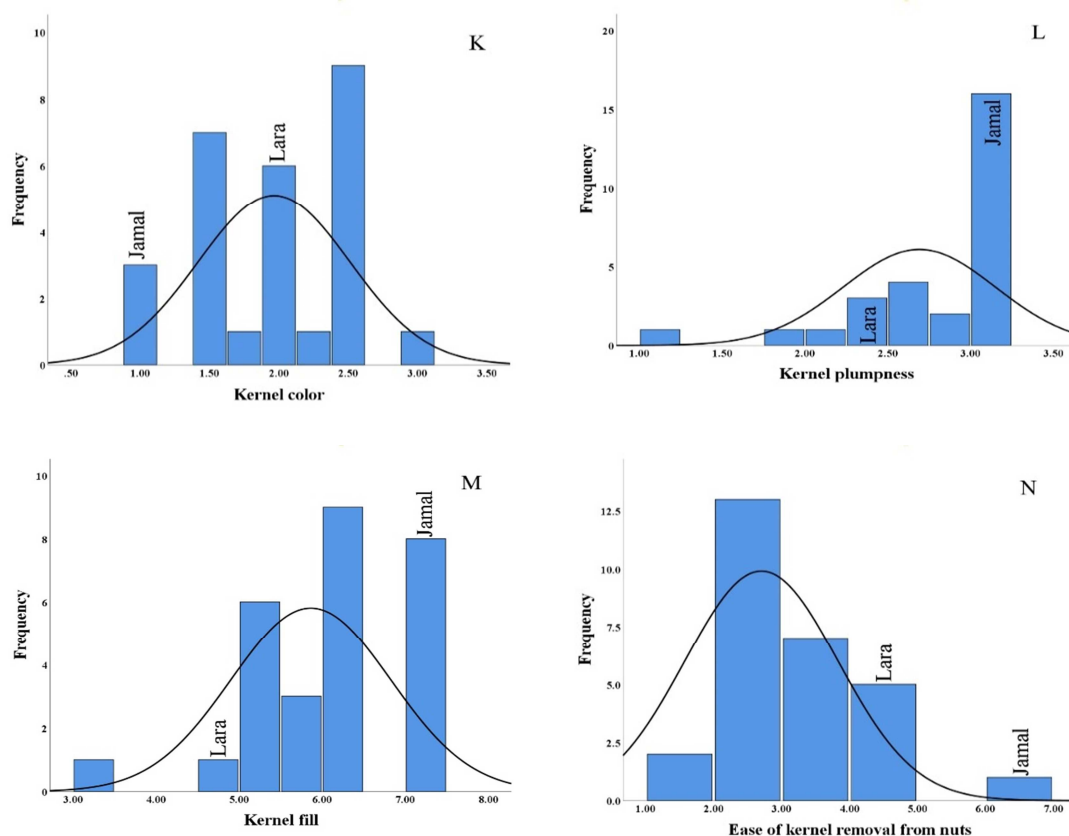 K
10
8
6
4
2
0
Frequency
Jamal
Lara
.50 1.00 1.50 2.00 2.50 3.00 3.50
Kernel color
L
20
15
10
5
0
Frequency
Lara
Jamal
1.00 1.50 2.00 2.50 3.00 3.50
Kernel plumpness
M
10
8
6
4
2
0
Frequency
Lara
Jamal
3.00 4.00 5.00 6.00 7.00 8.00
Kernel fill
N
12.5
10.0
7.5
5.0
2.5
0.0
Frequency
Lara
Jamal
1.00 2.00 3.00 4.00 5.00 6.00 7.00
Ease of kernel removal from nuts